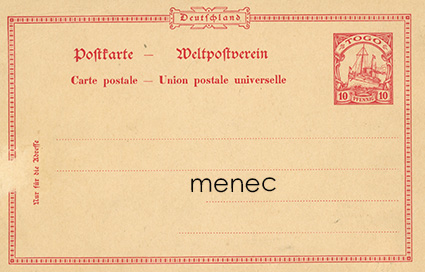 Deutschland
Postkarte — Weltpostverein
Carte postale — Union postale universelle
TOGO
10 PFENNIG 10
Nur für die Adresse.
menec